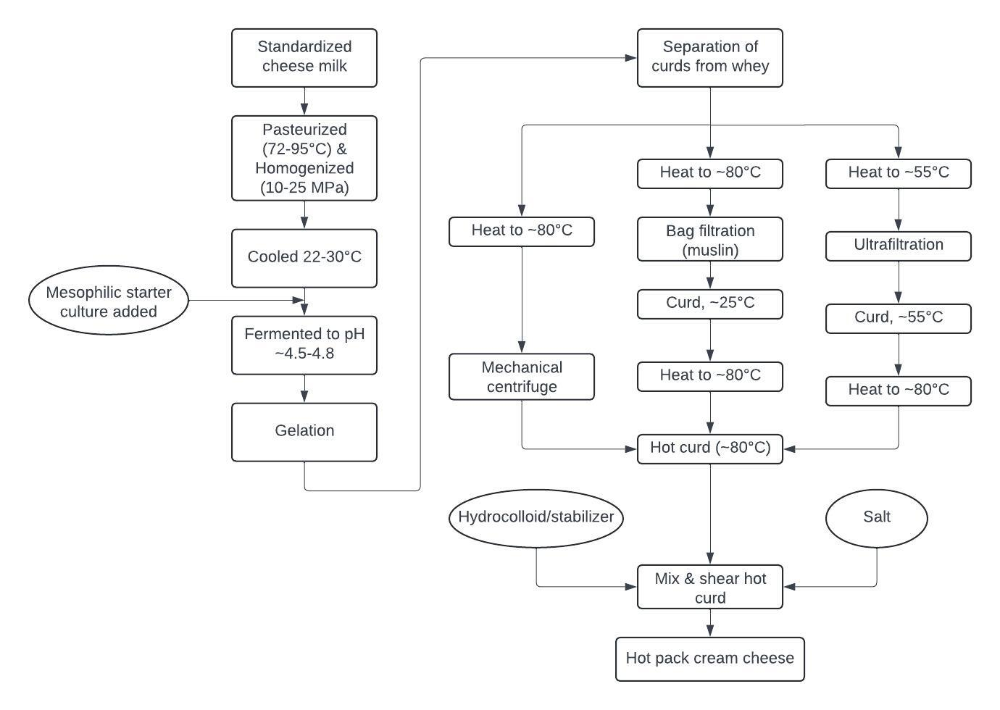 Standardized
cheese milk
Pasteurized
(72-95°C) &
Homogenized
(10-25 MPa)
Cooled 22-30°C
Mesophilic starter
culture added
Fermented to pH
~4.5-4.8
Gelation
Separation of
curds from whey
Heat to ~80°C
Mechanical
centrifuge
Heat to ~80°C
Bag filtration
(muslin)
Curd, ~25°C
Heat to ~80°C
Heat to ~55°C
Ultrafiltration
Curd, ~55°C
Heat to ~80°C
Hot curd (~80°C)
Hydrocolloid/stabilizer
Salt
Mix & shear hot
curd
Hot pack cream cheese